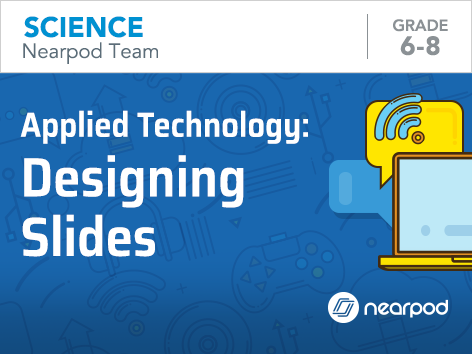 SCIENCE
Nearpod Team
GRADE
6-8
Applied Technology:
Designing
Slides
nearpod